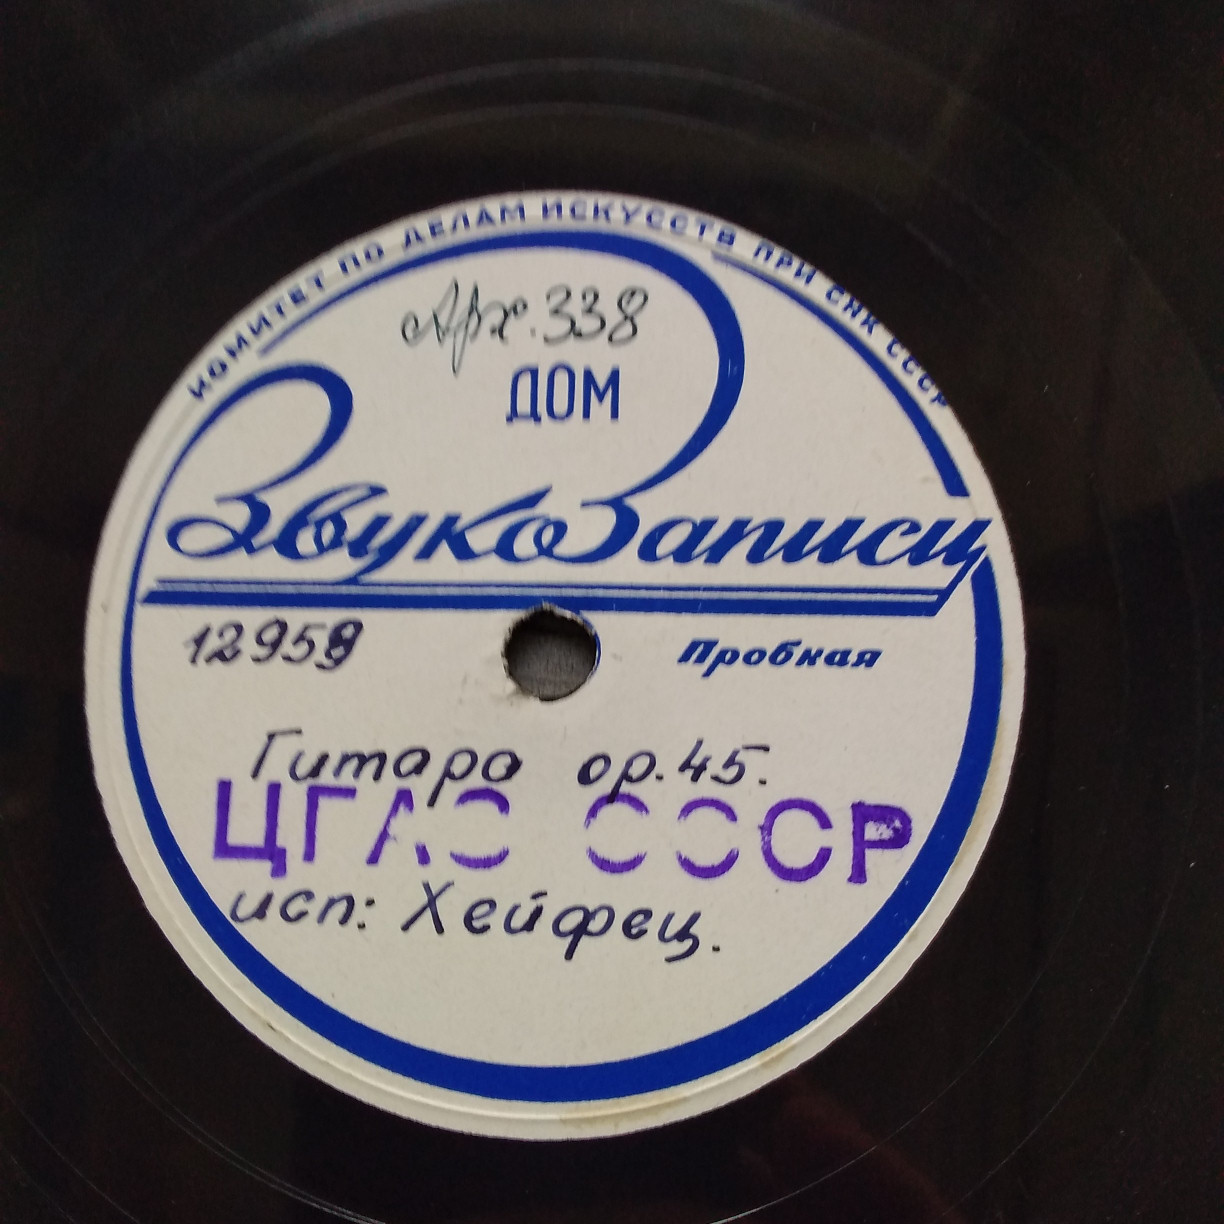 КОМИТЕТ ПО ДЕЛАМ ИСКУССТВ ПРИ СНК СССР
Арх. 338
ДОМ
ЗвукоЗаписи
12959
Пробная
Гитара ор. 45.
ЦГАЗ СССР
исп: Хейфец.